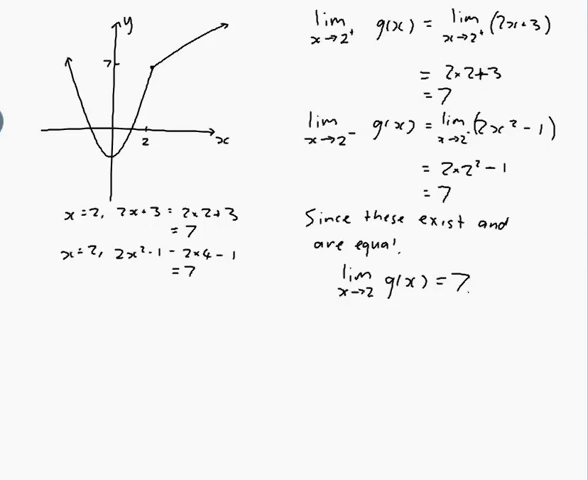 y
7
2
x
x=2, 2x+3 = 2×2+3
= 7
x=2, 2x²-1 - 2×4-1
= 7
lim x→2⁺ g(x) = lim x→2⁺ (2x+3)
= 2×2+3
= 7
lim x→2⁻ g(x) = lim x→2⁻ (2x²-1)
= 2×2²-1
= 7
Since these exist and
are equal,
lim x→2 g(x) = 7.